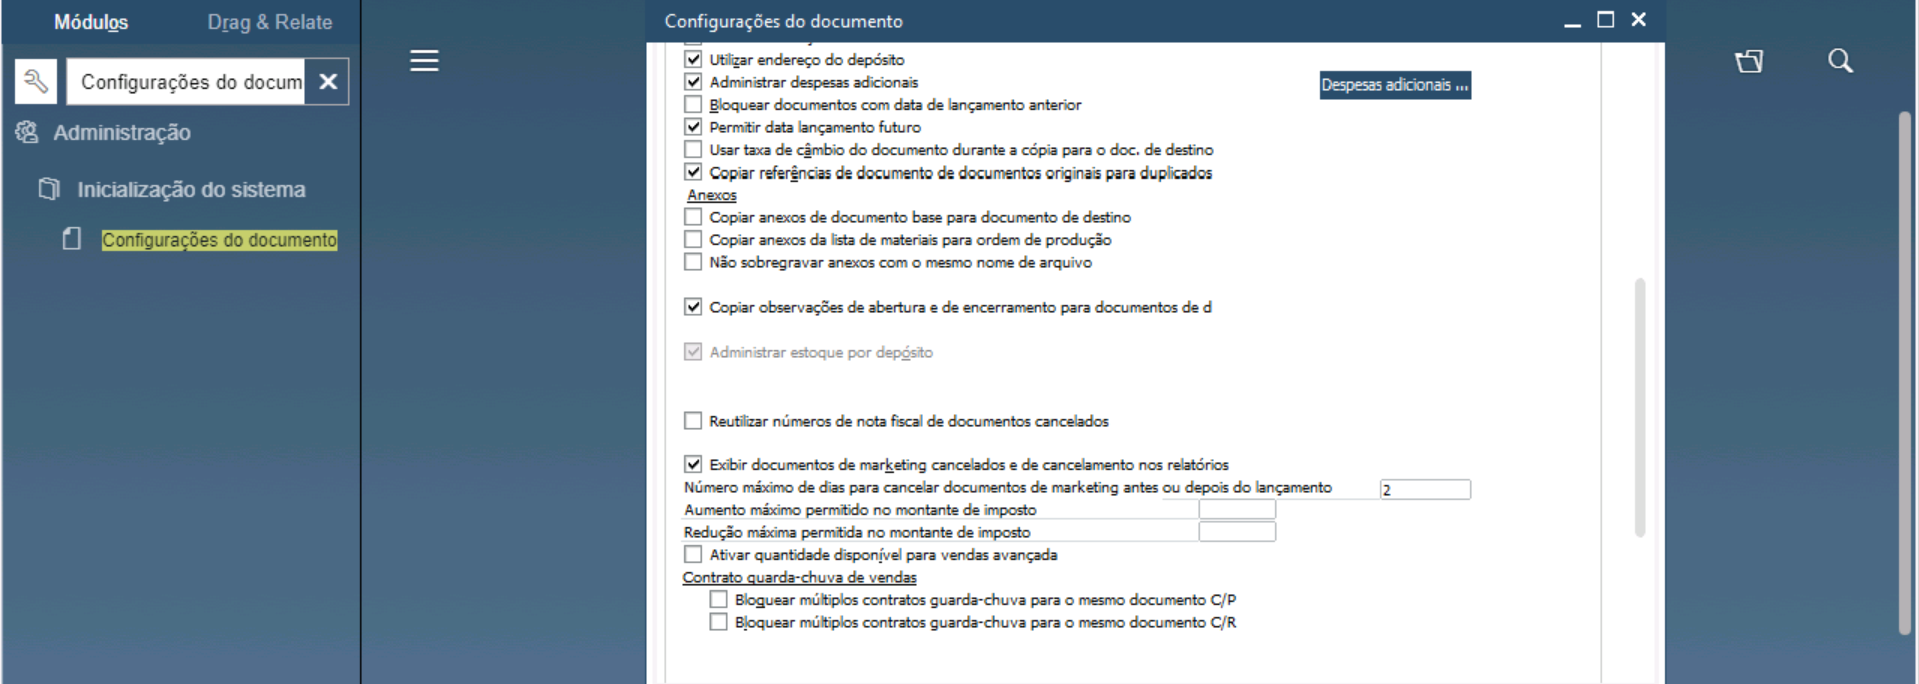 Módulos
Drag & Relate
Configurações do docum
Administração
Inicialização do sistema
Configurações do documento
Configurações do documento
Utilizar endereço do depósito
Administrar despesas adicionais
Despesas adicionais ...
Bloquear documentos com data de lançamento anterior
Permitir data lançamento futuro
Usar taxa de câmbio do documento durante a cópia para o doc. de destino
Copiar referências de documento de documentos originais para duplicados
Anexos
Copiar anexos de documento base para documento de destino
Copiar anexos da lista de materiais para ordem de produção
Não sobregravar anexos com o mesmo nome de arquivo
Copiar observações de abertura e de encerramento para documentos de d
Administrar estoque por depósito
Reutilizar números de nota fiscal de documentos cancelados
Exibir documentos de marketing cancelados e de cancelamento nos relatórios
Número máximo de dias para cancelar documentos de marketing antes ou depois do lançamento 2
Aumento máximo permitido no montante de imposto
Redução máxima permitida no montante de imposto
Ativar quantidade disponível para vendas avançada
Contrato guarda-chuva de vendas
Bloquear múltiplos contratos guarda-chuva para o mesmo documento C/P
Bloquear múltiplos contratos guarda-chuva para o mesmo documento C/R